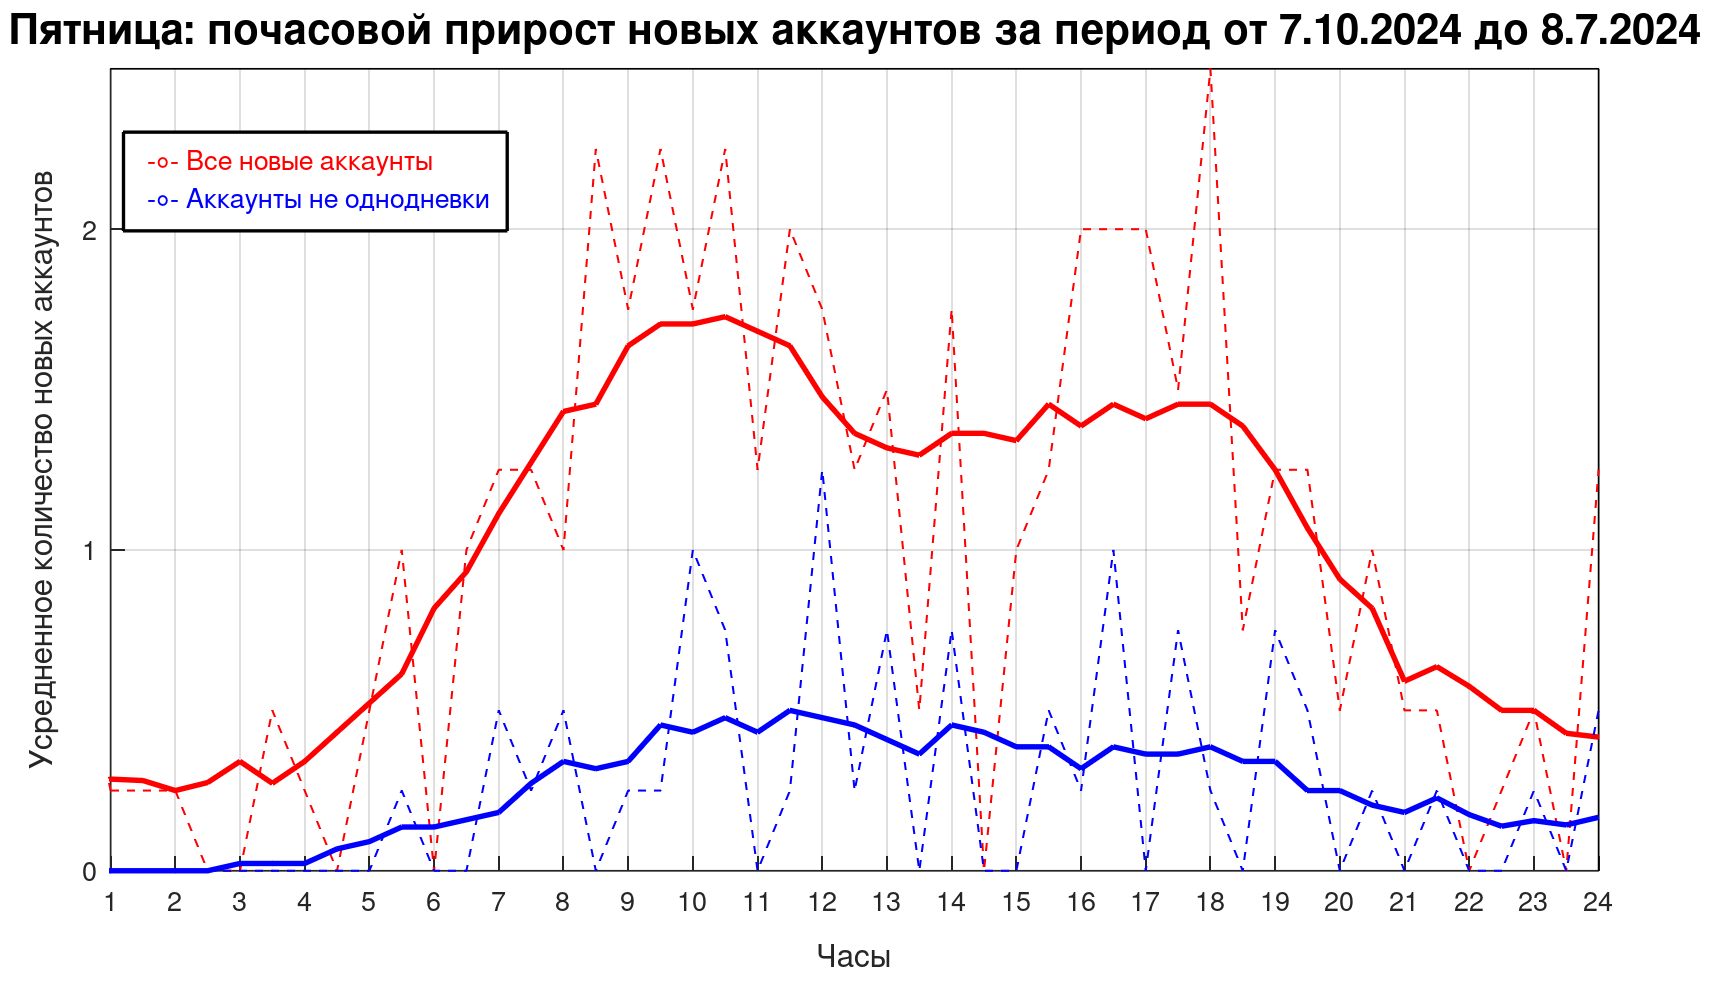 Пятница: почасовой прирост новых аккаунтов за период от 7.10.2024 до 8.7.2024
-o- Все новые аккаунты
-o- Аккаунты не однодневки
Усредненное количество новых аккаунтов
2
1
0
1 2 3 4 5 6 7 8 9 10 11 12 13 14 15 16 17 18 19 20 21 22 23 24
Часы